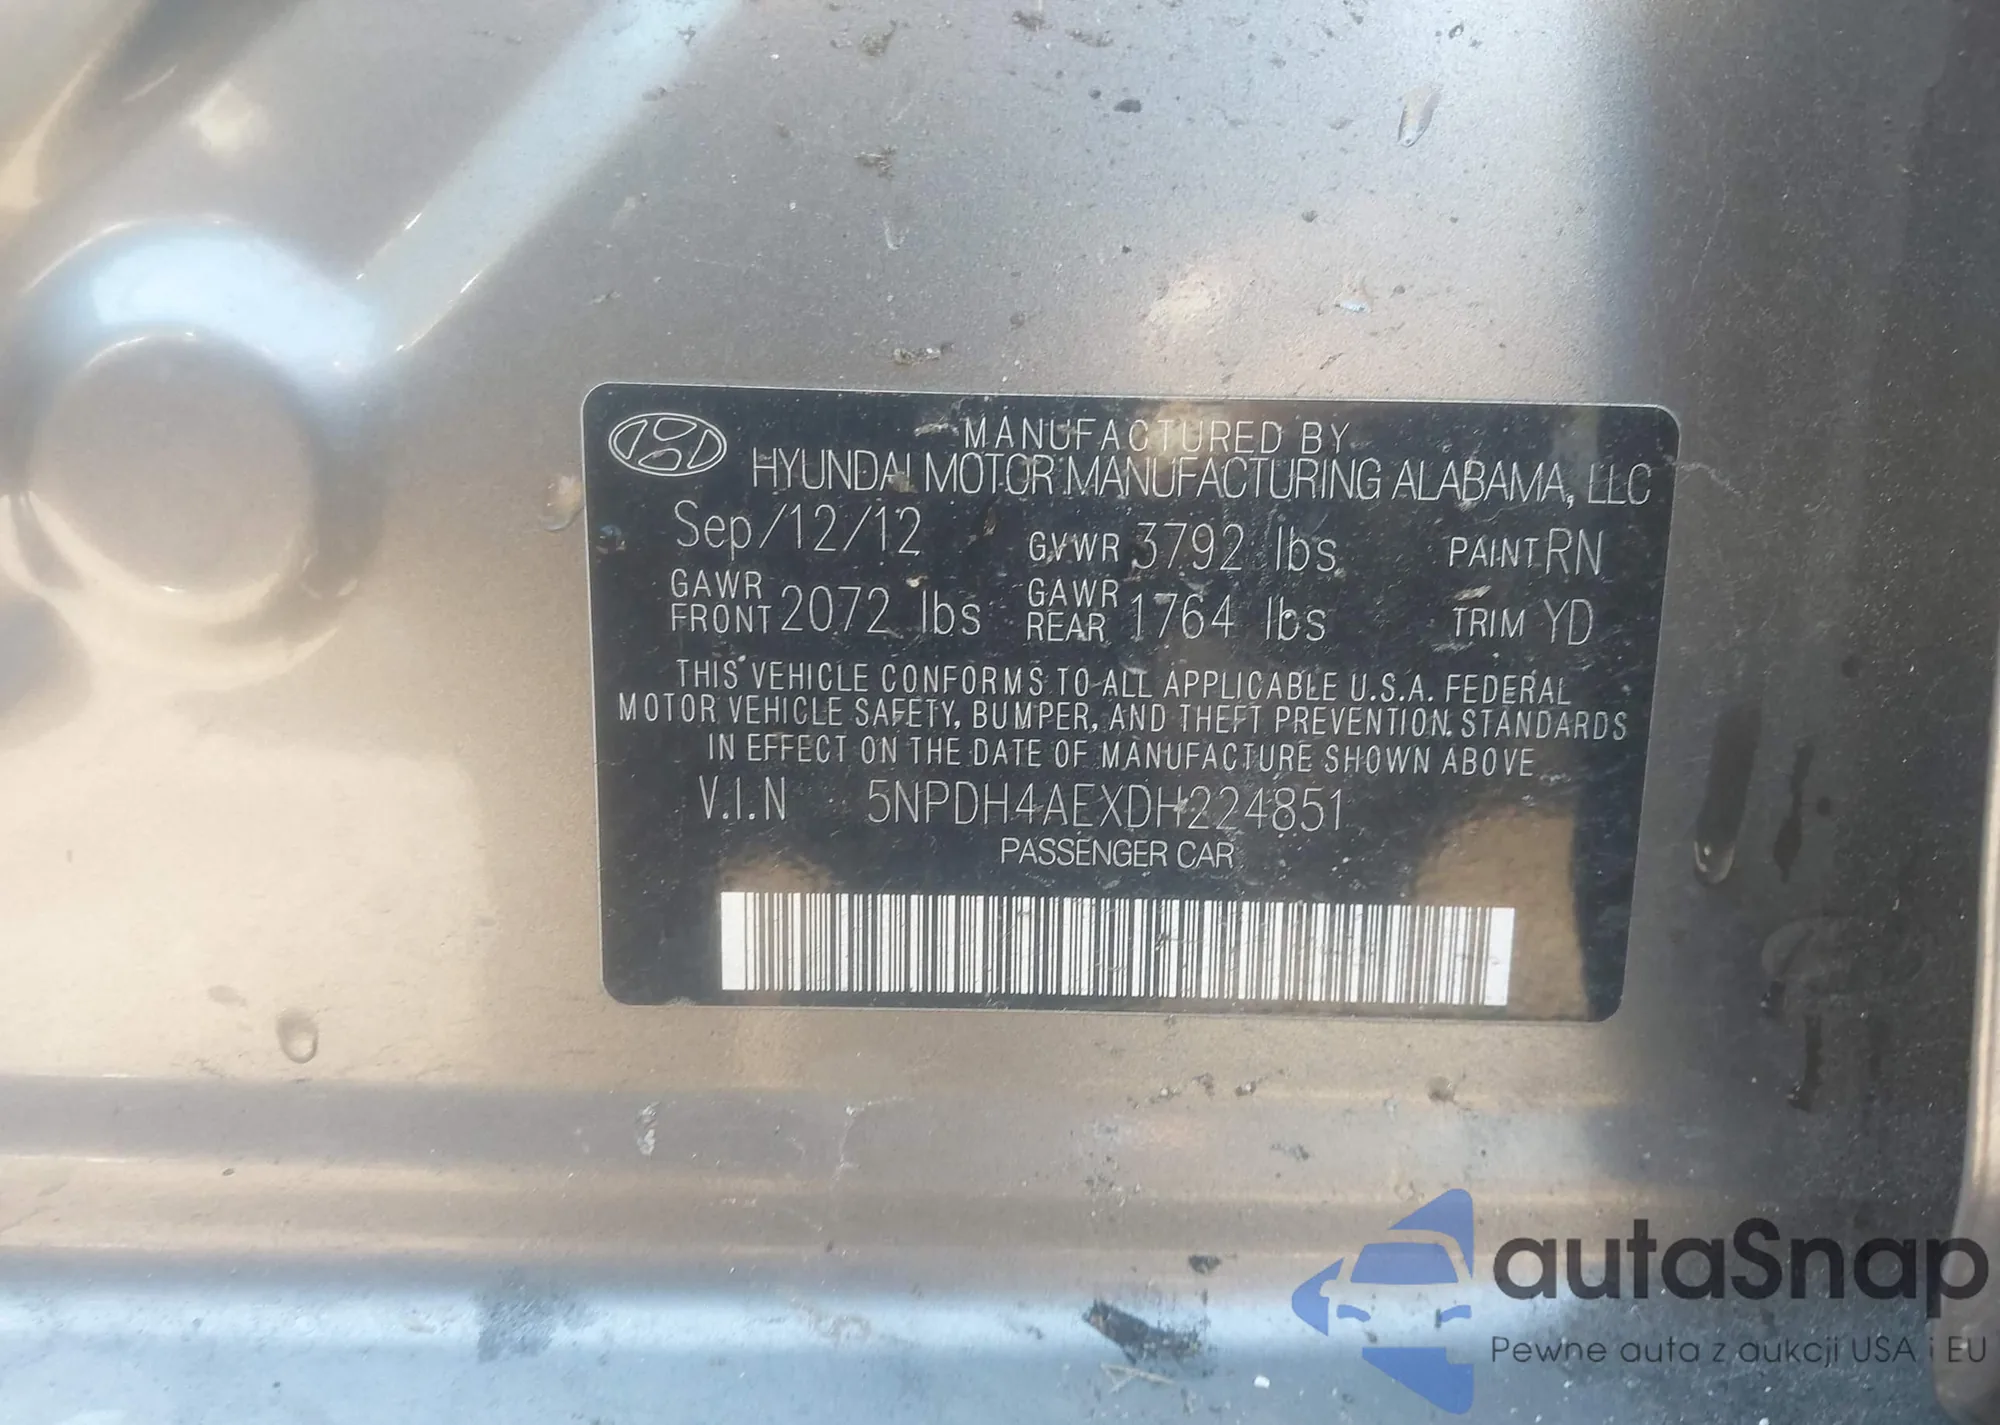 MANUFACTURED BY
HYUNDAI MOTOR MANUFACTURING ALABAMA, LLC
Sep/12/12 GVWR 3792 lbs PAINT RN
GAWR FRONT 2072 lbs GAWR REAR 1764 lbs TRIM YD
THIS VEHICLE CONFORMS TO ALL APPLICABLE U.S.A. FEDERAL
MOTOR VEHICLE SAFETY, BUMPER, AND THEFT PREVENTION STANDARDS
IN EFFECT ON THE DATE OF MANUFACTURE SHOWN ABOVE
V.I.N 5NPDH4AEXDH224851
PASSENGER CAR
autaSnap
Pewne auta z aukcji USA i EU